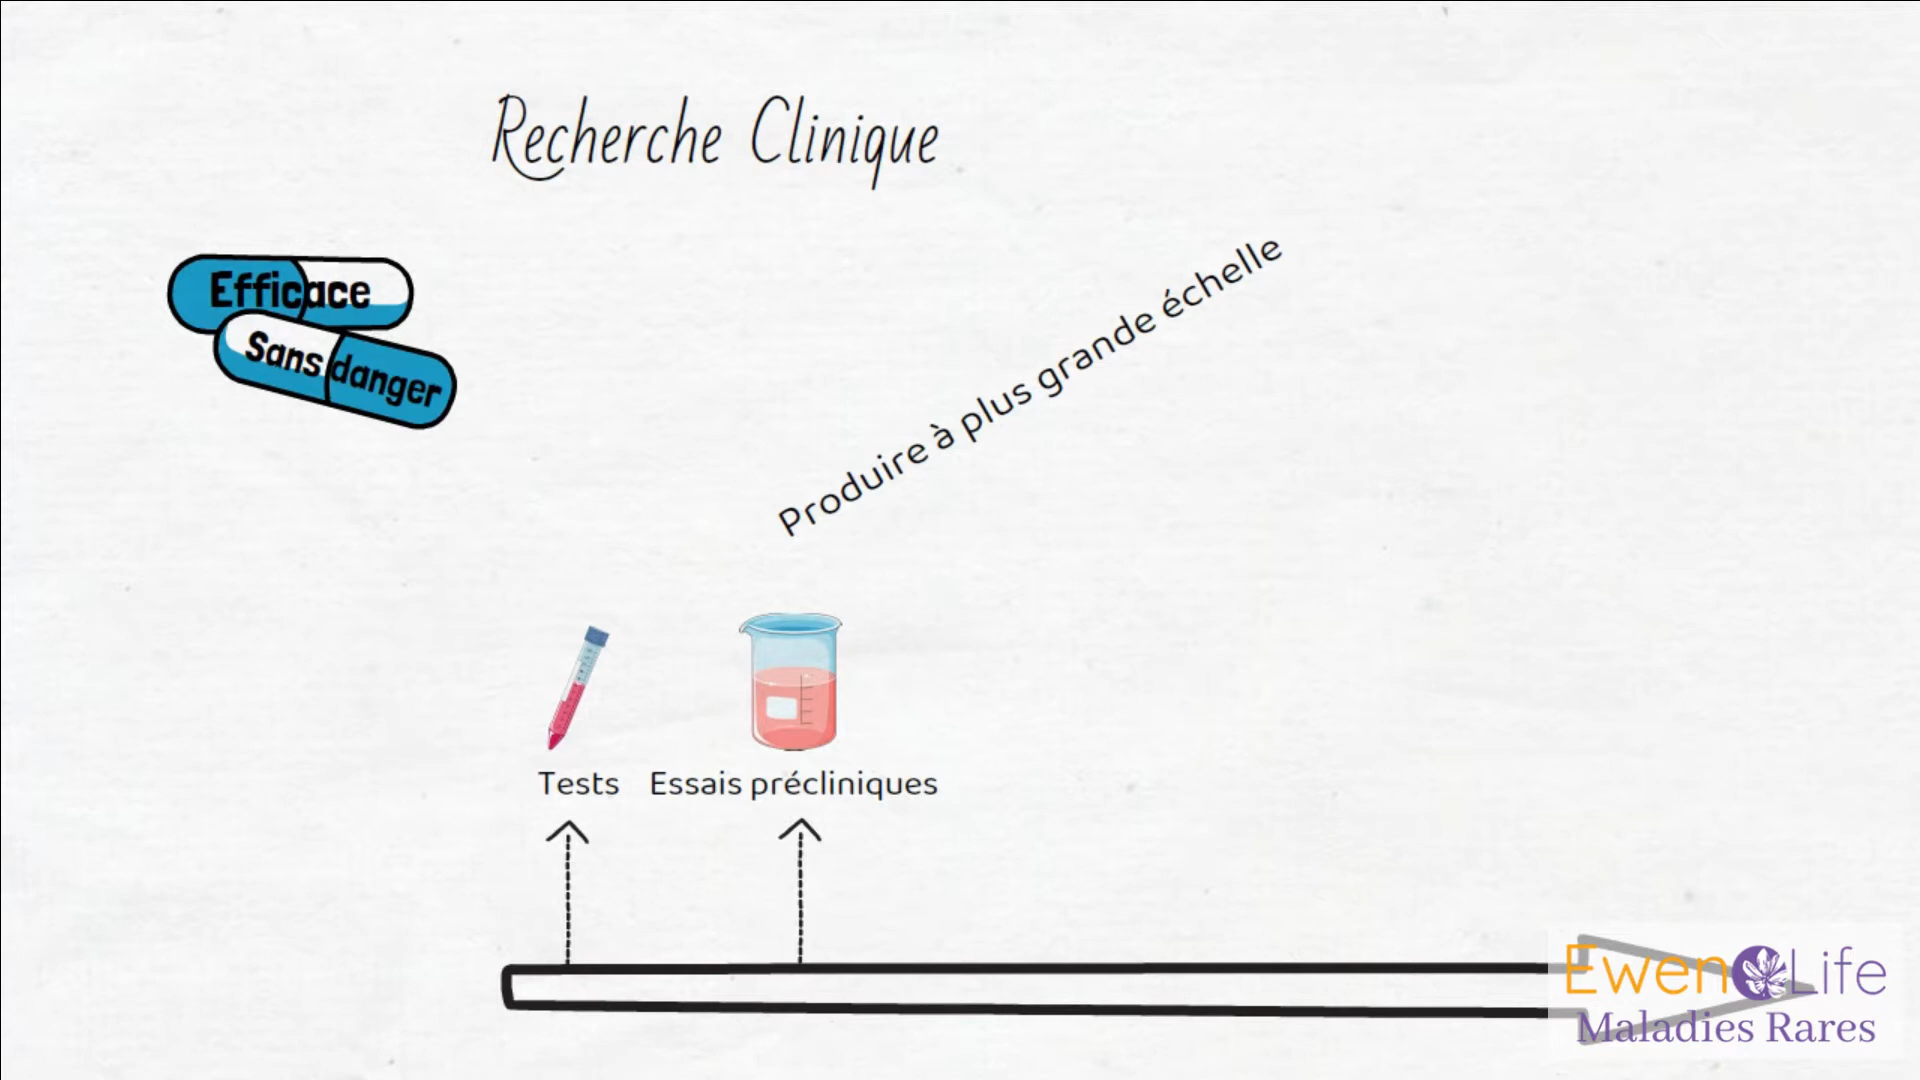 Recherche Clinique
Efficace
Sans danger
Produire à plus grande échelle
Tests
Essais précliniques
Ewen Life
Maladies Rares